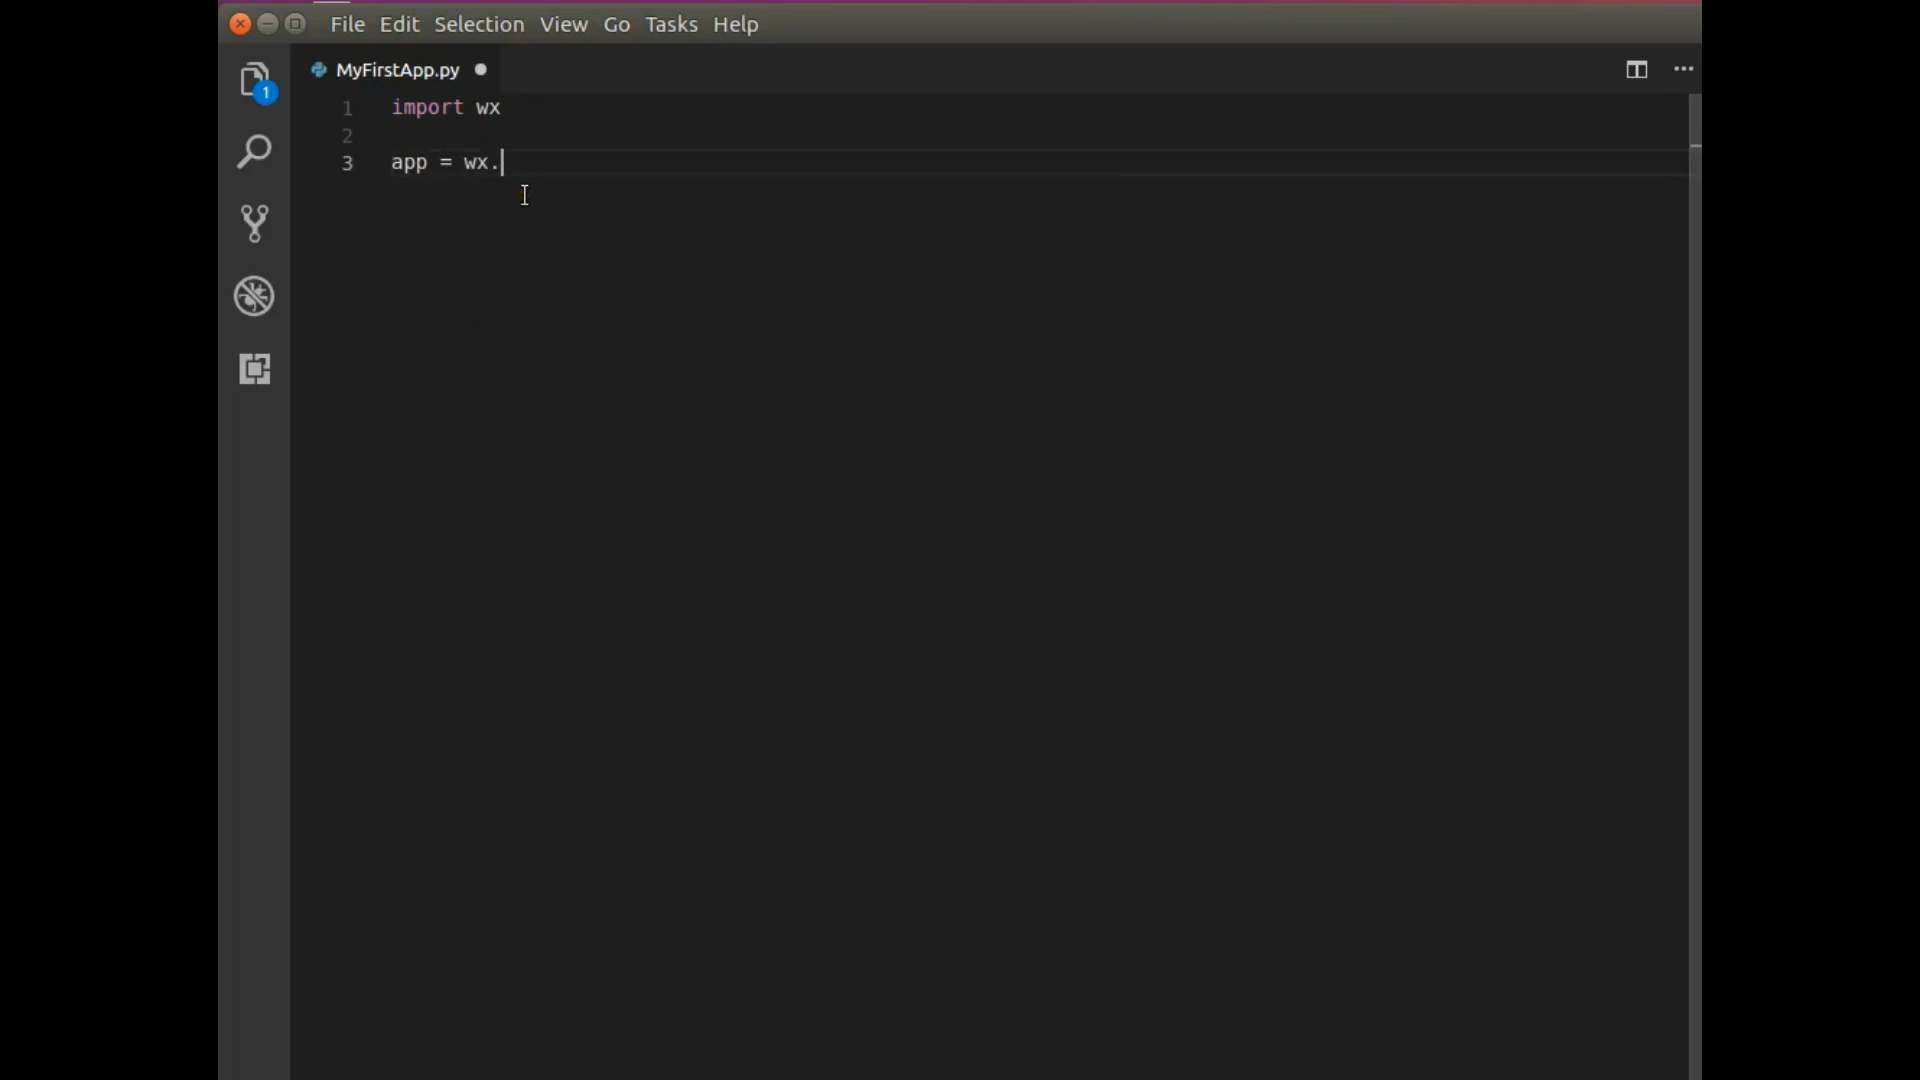 File Edit Selection View Go Tasks Help
MyFirstApp.py
1
1 import wx
2
3 app = wx.